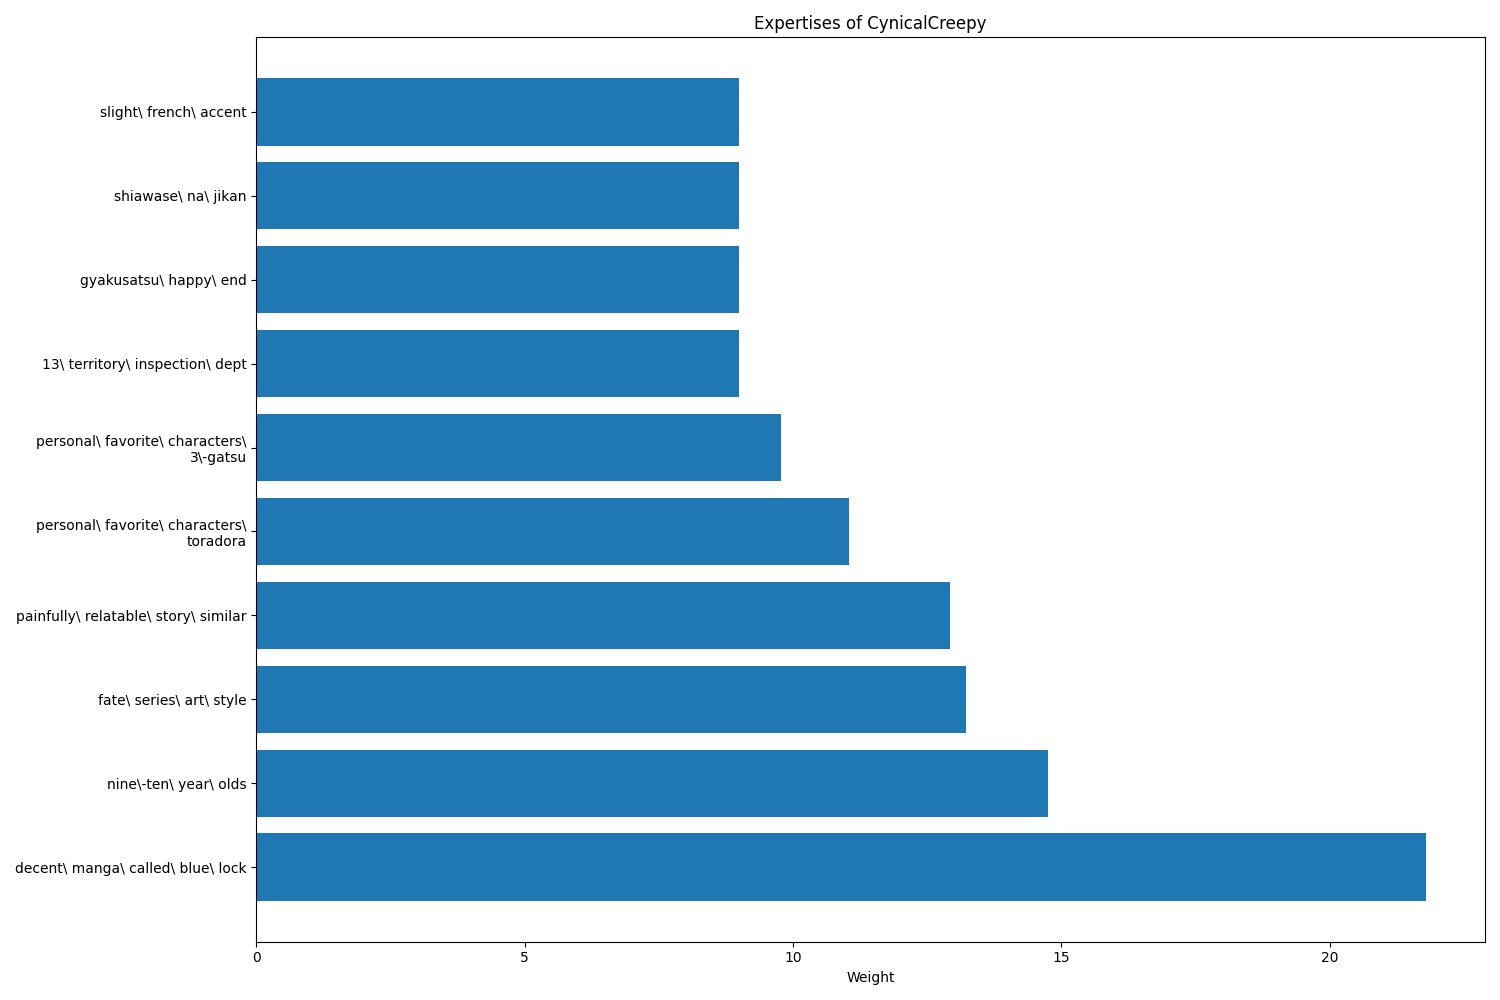 Expertises of CynicalCreepy
slight\ french\ accent
shiawase\ na\ jikan
gyakusatsu\ happy\ end
13\ territory\ inspection\ dept
personal\ favorite\ characters\
3\-gatsu
personal\ favorite\ characters\
toradora
painfully\ relatable\ story\ similar
fate\ series\ art\ style
nine\-ten\ year\ olds
decent\ manga\ called\ blue\ lock
0 5 10 15 20
Weight